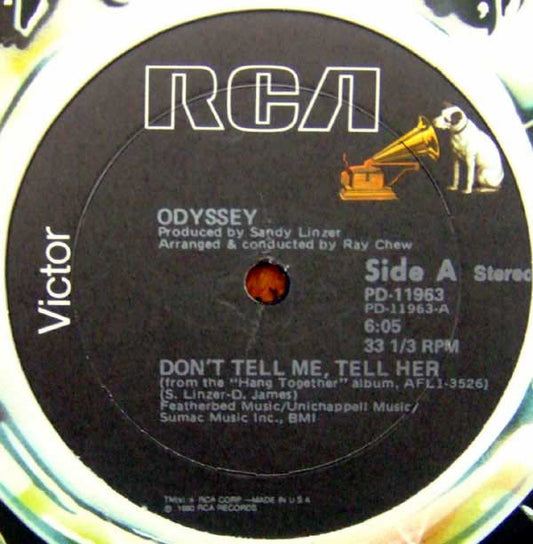 RCA
Victor
ODYSSEY
Produced by Sandy Linzer
Arranged & conducted by Ray Chew
Side A Stereo
PD-11963
PD-11963-A
6:05
33 1/3 RPM
DON'T TELL ME, TELL HER
(from the "Hang Together" album, AFL1-3526)
(S. Linzer-D. James)
Featherbed Music/Unichappell Music/
Sumac Music Inc., BMI
RCA CORP —MADE IN U S A
1980 RCA RECORDS